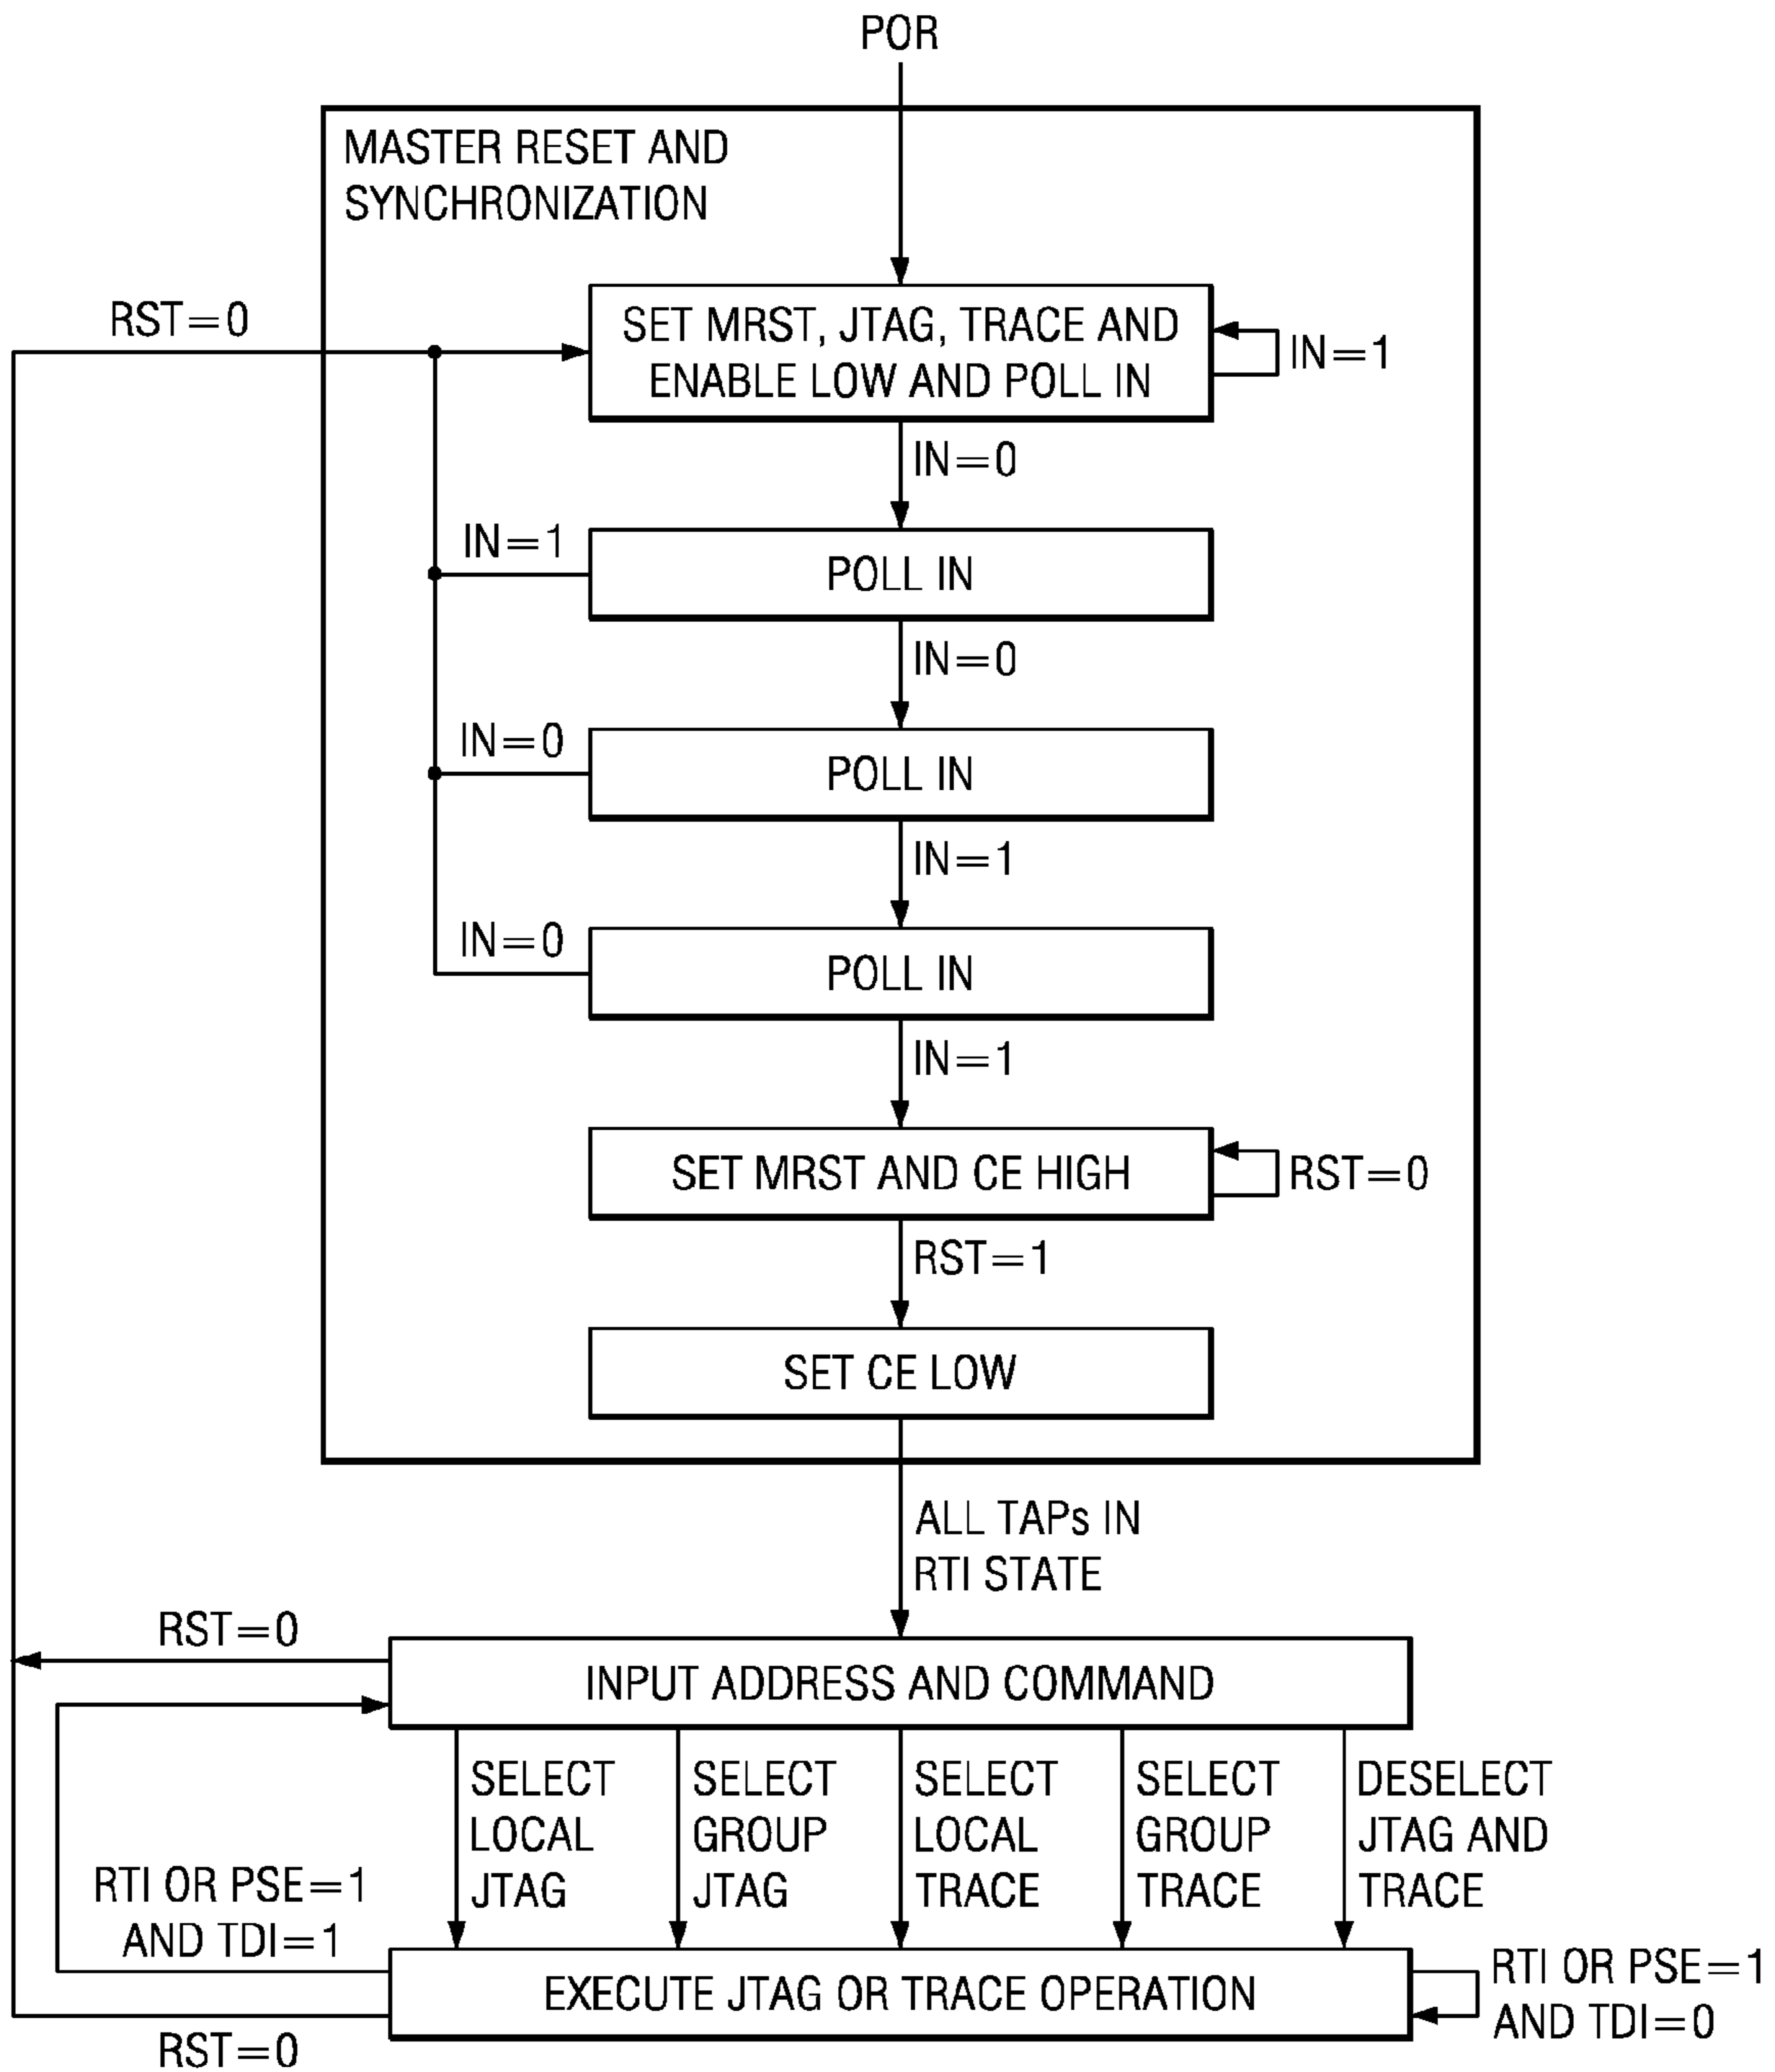 POR
MASTER RESET AND
SYNCHRONIZATION
RST=0
SET MRST, JTAG, TRACE AND
ENABLE LOW AND POLL IN
IN=1
IN=0
IN=1
POLL IN
IN=0
IN=0
POLL IN
IN=1
IN=0
POLL IN
IN=1
SET MRST AND CE HIGH
RST=0
RST=1
SET CE LOW
ALL TAPs IN
RTI STATE
RST=0
INPUT ADDRESS AND COMMAND
SELECT
LOCAL
JTAG
SELECT
GROUP
JTAG
SELECT
LOCAL
TRACE
SELECT
GROUP
TRACE
DESELECT
JTAG AND
TRACE
RTI OR PSE=1
AND TDI=1
EXECUTE JTAG OR TRACE OPERATION
RTI OR PSE=1
AND TDI=0
RST=0